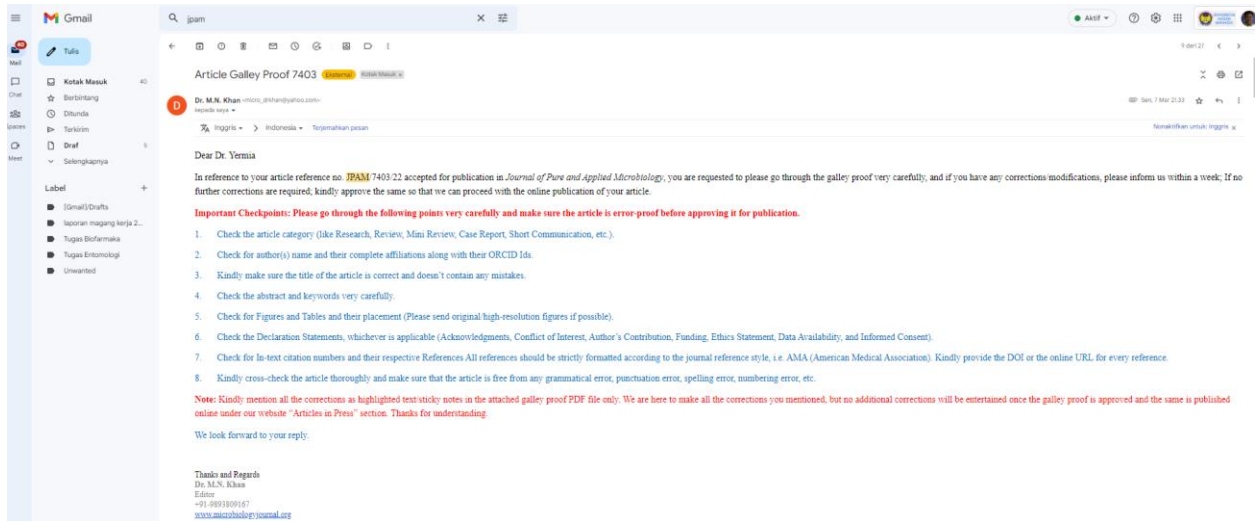 Gmail
jpam
Aktif
40
Mail
Tulis
9 dari 21
Kotak Masuk 40
Chat
Berbintang
Ditunda
Spaces
Terkirim
Draf
Meet
Selengkapnya
Label
[Gmail]/Drafts
laporan magang kerja 2...
Tugas Biofarmaka
Tugas Entomologi
Unwanted
Article Galley Proof 7403 Eksternal Kotak Masuk x
D
Dr. M.N. Khan <micro_drkhan@yahoo.com>
kepada saya
Sen, 7 Mar 21.33
Inggris > Indonesia Terjemahkan pesan
Nonaktifkan untuk: Inggris x
Dear Dr. Yermia
In reference to your article reference no. JPAM/7403/22 accepted for publication in Journal of Pure and Applied Microbiology, you are requested to please go through the galley proof very carefully, and if you have any corrections/modifications, please inform us within a week; If no
further corrections are required; kindly approve the same so that we can proceed with the online publication of your article.
Important Checkpoints: Please go through the following points very carefully and make sure the article is error-proof before approving it for publication.
1. Check the article category (like Research, Review, Mini Review, Case Report, Short Communication, etc.).
2. Check for author(s) name and their complete affiliations along with their ORCID Ids.
3. Kindly make sure the title of the article is correct and doesn't contain any mistakes.
4. Check the abstract and keywords very carefully.
5. Check for Figures and Tables and their placement (Please send original/high-resolution figures if possible).
6. Check the Declaration Statements, whichever is applicable (Acknowledgments, Conflict of Interest, Author's Contribution, Funding, Ethics Statement, Data Availability, and Informed Consent).
7. Check for In-text citation numbers and their respective References All references should be strictly formatted according to the journal reference style, i.e. AMA (American Medical Association). Kindly provide the DOI or the online URL for every reference.
8. Kindly cross-check the article thoroughly and make sure that the article is free from any grammatical error, punctuation error, spelling error, numbering error, etc.
Note: Kindly mention all the corrections as highlighted text/sticky notes in the attached galley proof PDF file only. We are here to make all the corrections you mentioned, but no additional corrections will be entertained once the galley proof is approved and the same is published
online under our website "Articles in Press" section. Thanks for understanding.
We look forward to your reply.
Thanks and Regards
Dr. M.N. Khan
Editor
+91-9893809167
www.microbiologyjournal.org